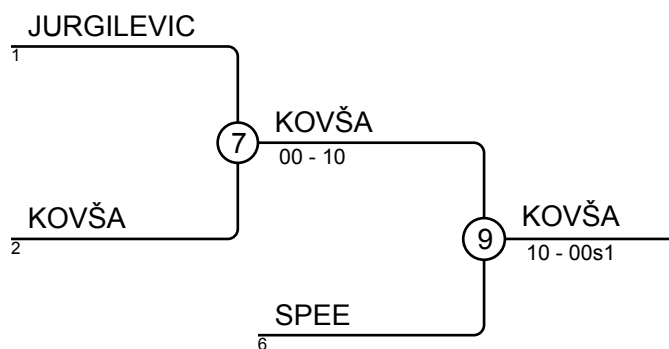 JURGILEVIC
1
7
KOVŠA
00 - 10
KOVŠA
2
9
KOVŠA
10 - 00s1
SPEE
6